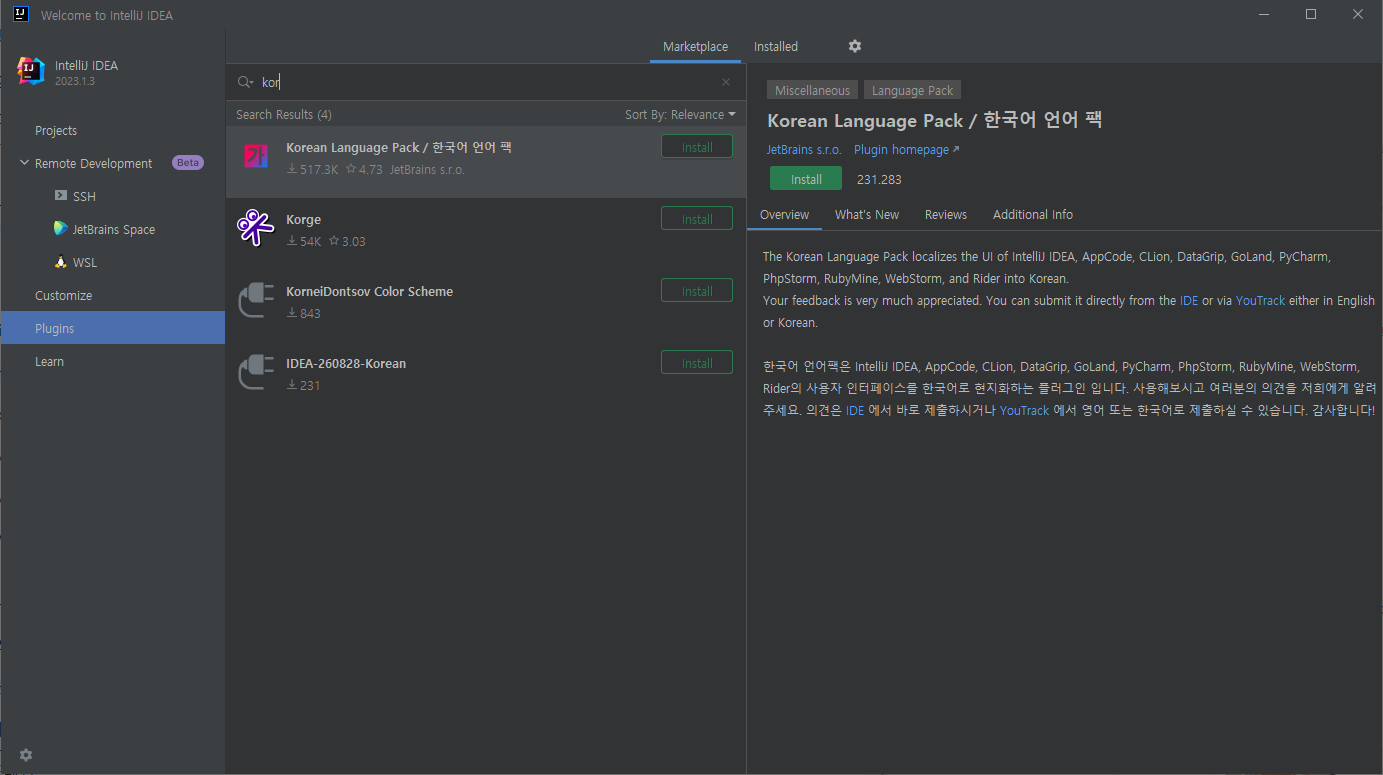 Welcome to IntelliJ IDEA
IntelliJ IDEA
2023.1.3
Projects
Remote Development Beta
SSH
JetBrains Space
WSL
Customize
Plugins
Learn
Marketplace Installed
kor
Search Results (4) Sort By: Relevance
Korean Language Pack / 한국어 언어 팩 Install
517.3K 4.73 JetBrains s.r.o.
Korge Install
54K 3.03
KorneiDontsov Color Scheme Install
843
IDEA-260828-Korean Install
231
Miscellaneous Language Pack
Korean Language Pack / 한국어 언어 팩
JetBrains s.r.o. Plugin homepage
Install 231.283
Overview What's New Reviews Additional Info
The Korean Language Pack localizes the UI of IntelliJ IDEA, AppCode, CLion, DataGrip, GoLand, PyCharm,
PhpStorm, RubyMine, WebStorm, and Rider into Korean.
Your feedback is very much appreciated. You can submit it directly from the IDE or via YouTrack either in English
or Korean.
한국어 언어팩은 IntelliJ IDEA, AppCode, CLion, DataGrip, GoLand, PyCharm, PhpStorm, RubyMine, WebStorm,
Rider의 사용자 인터페이스를 한국어로 현지화하는 플러그인 입니다. 사용해보시고 여러분의 의견을 저희에게 알려
주세요. 의견은 IDE 에서 바로 제출하시거나 YouTrack 에서 영어 또는 한국어로 제출하실 수 있습니다. 감사합니다!